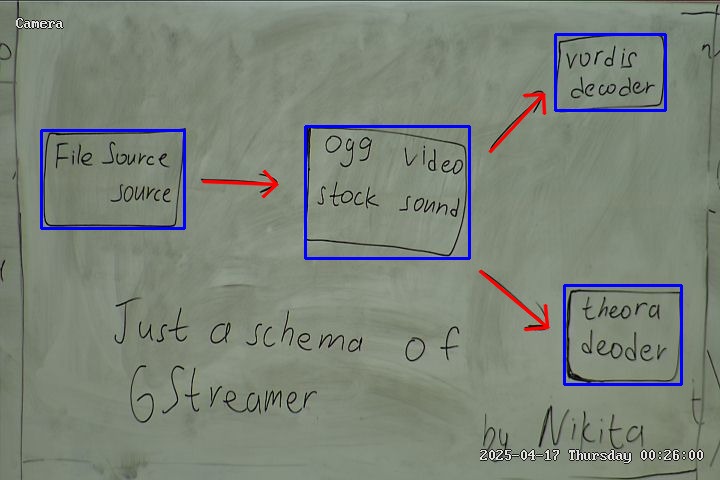 Camera
vordis
decoder
File Source
source
Ogg video
stock sound
theora
deoder
Just a schema of
GStreamer
by Nikita
2025-04-17 Thursday 00:26:00